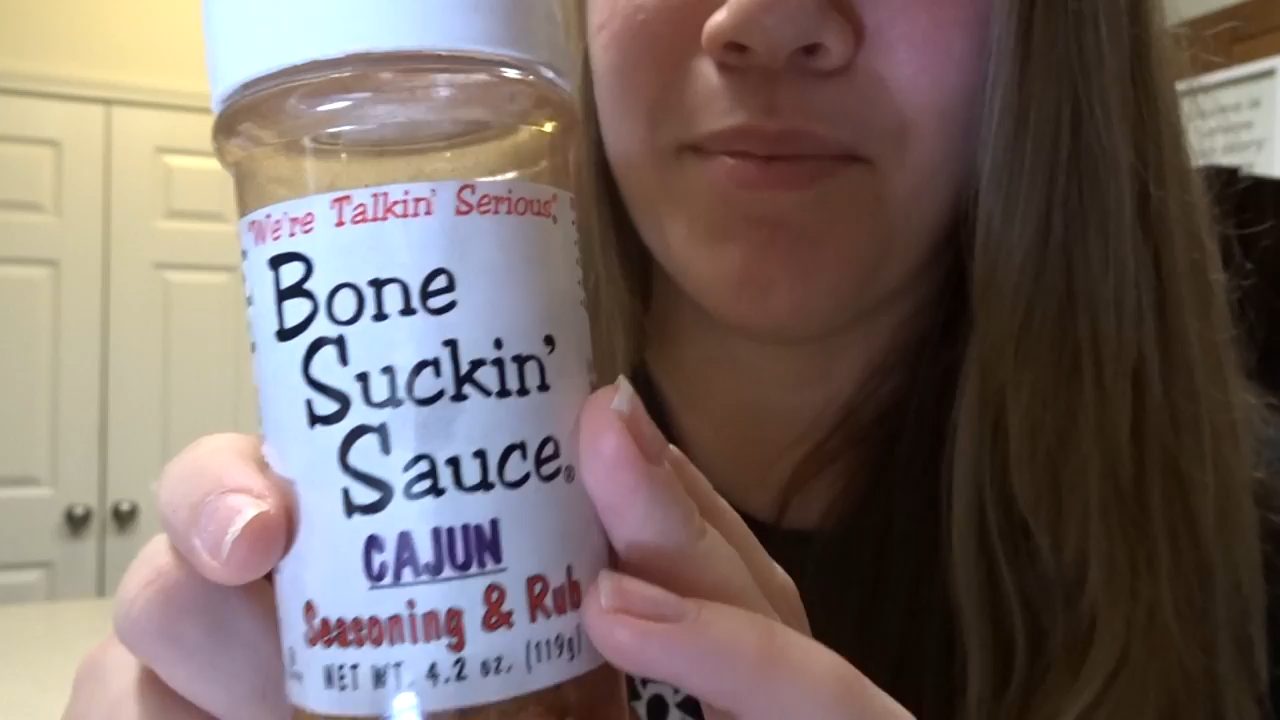 "We're Talkin' Serious"
Bone
Suckin'
Sauce®
CAJUN
Seasoning & Rub
NET WT. 4.2 oz. (119g)